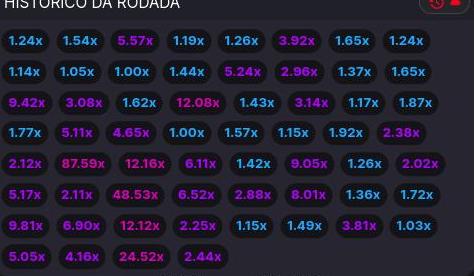 HISTÓRICO DA RODADA
1.24x 1.54x 5.57x 1.19x 1.26x 3.92x 1.65x 1.24x
1.14x 1.05x 1.00x 1.44x 5.24x 2.96x 1.37x 1.65x
9.42x 3.08x 1.62x 12.08x 1.43x 3.14x 1.17x 1.87x
1.77x 5.11x 4.65x 1.00x 1.57x 1.15x 1.92x 2.38x
2.12x 87.59x 12.16x 6.11x 1.42x 9.05x 1.26x 2.02x
5.17x 2.11x 48.53x 6.52x 2.88x 8.01x 1.36x 1.72x
9.81x 6.90x 12.12x 2.25x 1.15x 1.49x 3.81x 1.03x
5.05x 4.16x 24.52x 2.44x